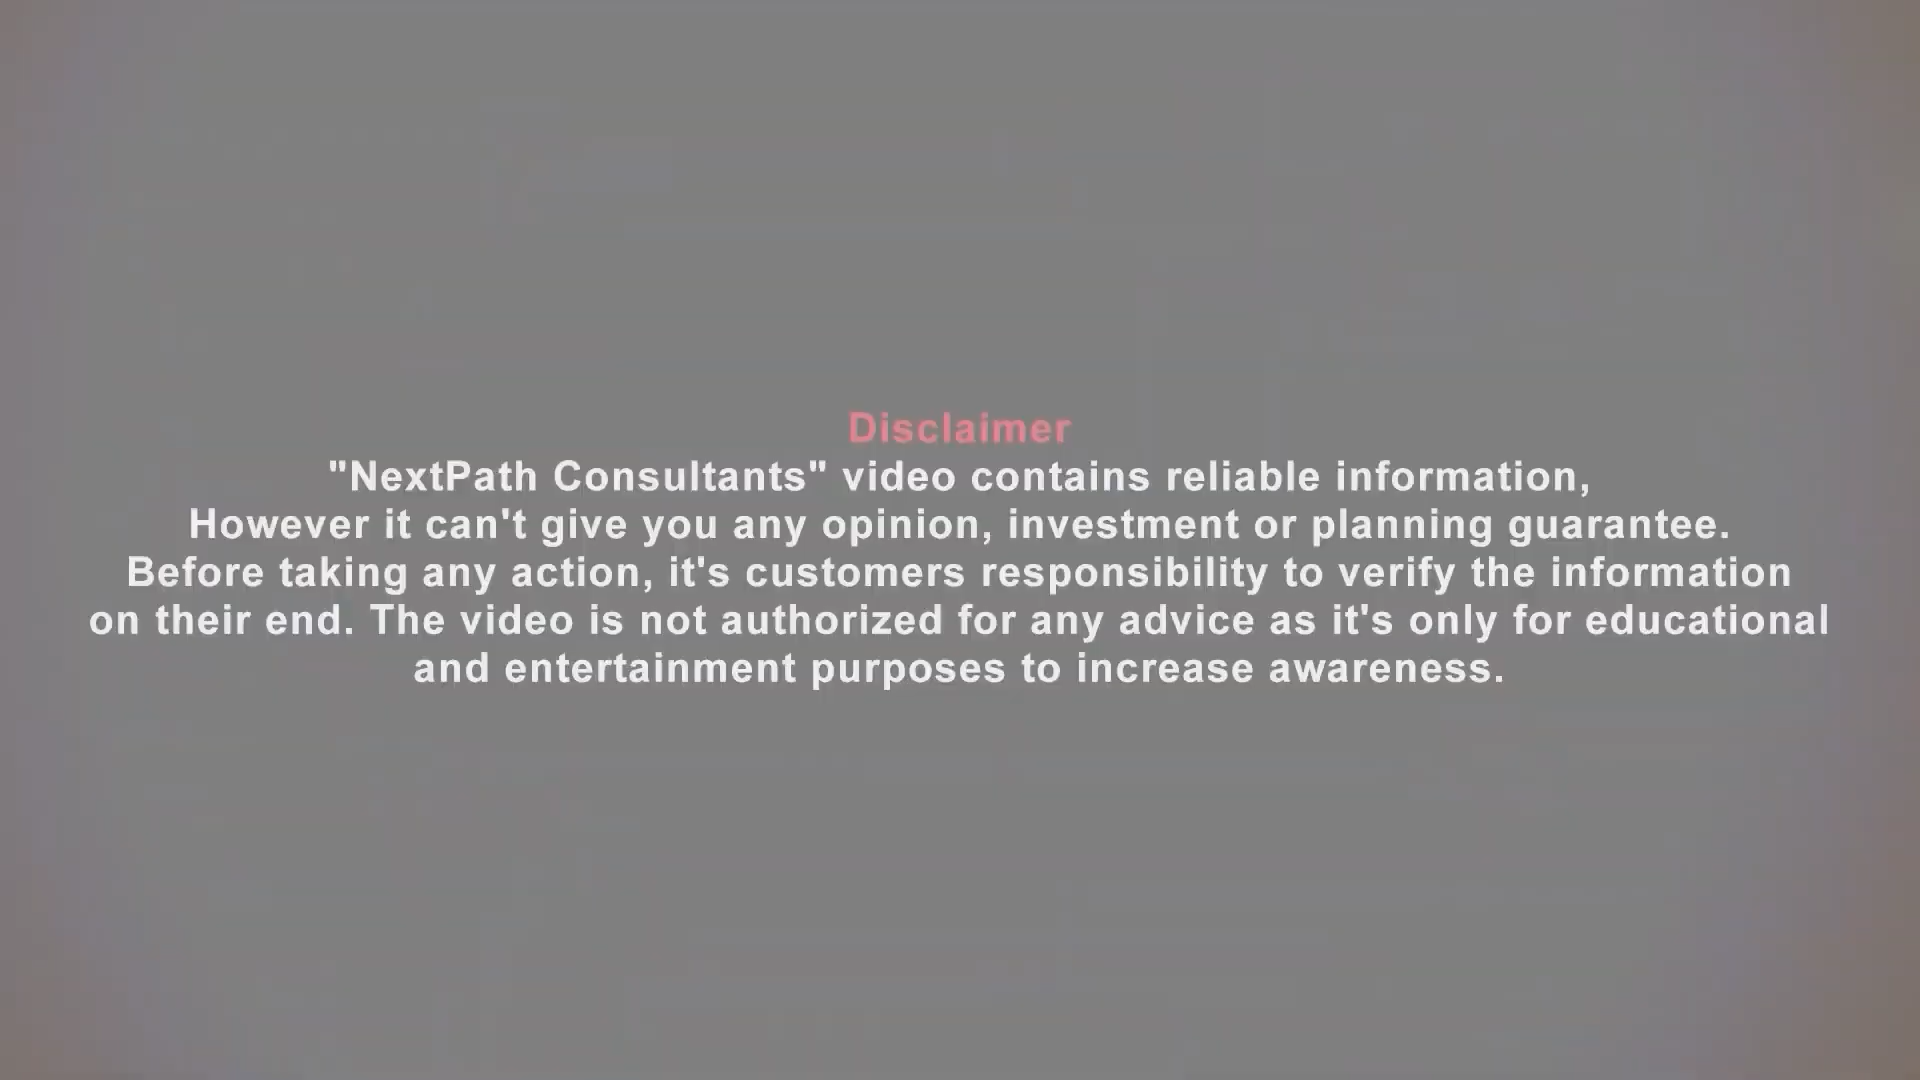 Disclaimer
"NextPath Consultants" video contains reliable information,
However it can't give you any opinion, investment or planning guarantee.
Before taking any action, it's customers responsibility to verify the information
on their end. The video is not authorized for any advice as it's only for educational
and entertainment purposes to increase awareness.